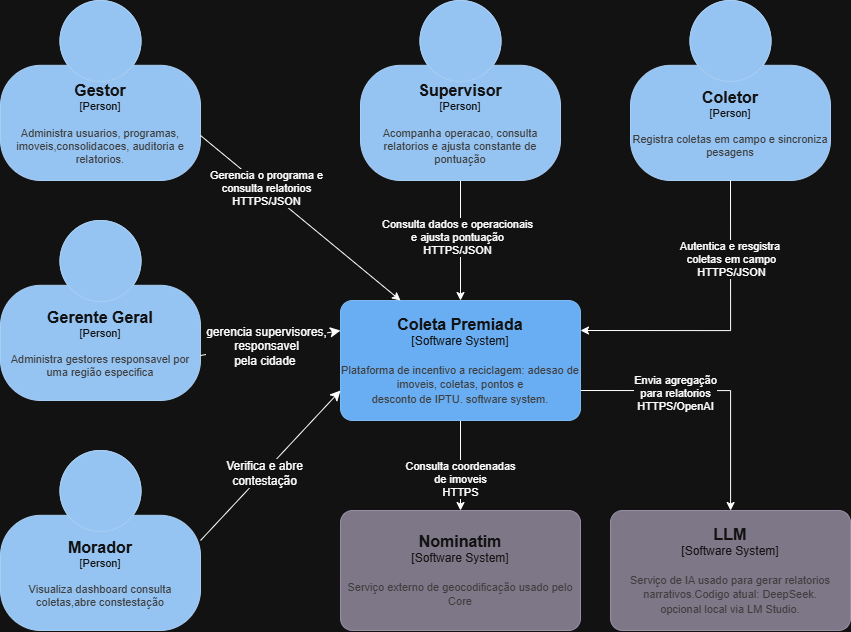 Gestor
[Person]
Administra usuarios, programas,
imoveis,consolidacoes, auditoria e
relatorios.
Supervisor
[Person]
Acompanha operacao, consulta
relatorios e ajusta constante de
pontuação
Coletor
[Person]
Registra coletas em campo e sincroniza
pesagens
Gerencia o programa e
consulta relatorios
HTTPS/JSON
Consulta dados e operacionais
e ajusta pontuação
HTTPS/JSON
Autentica e resgistra
coletas em campo
HTTPS/JSON
Gerente Geral
[Person]
Administra gestores responsavel por
uma região especifica
gerencia supervisores,
responsavel
pela cidade
Coleta Premiada
[Software System]
Plataforma de incentivo a reciclagem: adesao de
imoveis, coletas, pontos e
desconto de IPTU. software system.
Envia agregação
para relatorios
HTTPS/OpenAI
Verifica e abre
contestação
Consulta coordenadas
de imoveis
HTTPS
Morador
[Person]
Visualiza dashboard consulta
coletas,abre constestação
Nominatim
[Software System]
Serviço externo de geocodificação usado pelo
Core
LLM
[Software System]
Serviço de IA usado para gerar relatorios
narrativos.Codigo atual: DeepSeek.
opcional local via LM Studio.